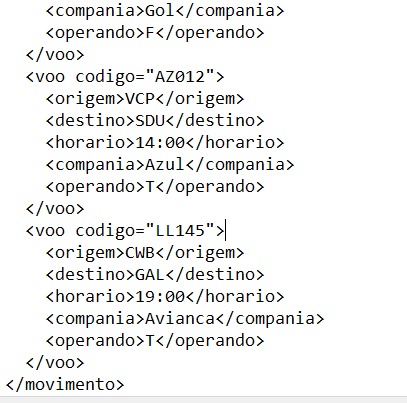 <compania>Gol</compania>
<operando>F</operando>
</voo>
<voo codigo="AZ012">
<origem>VCP</origem>
<destino>SDU</destino>
<horario>14:00</horario>
<compania>Azul</compania>
<operando>T</operando>
</voo>
<voo codigo="LL145">
<origem>CWB</origem>
<destino>GAL</destino>
<horario>19:00</horario>
<compania>Avianca</compania>
<operando>T</operando>
</voo>
</movimento>